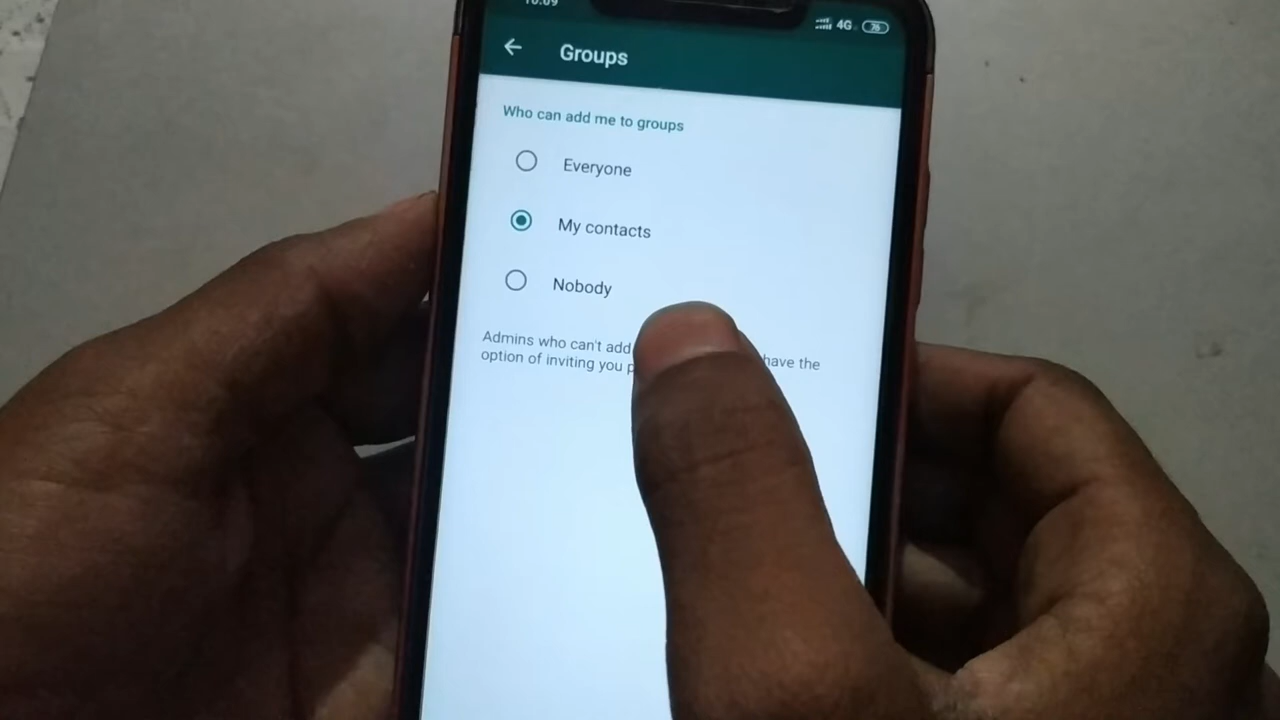 4G 76
Groups
Who can add me to groups
Everyone
My contacts
Nobody
Admins who can't add have the
option of inviting you